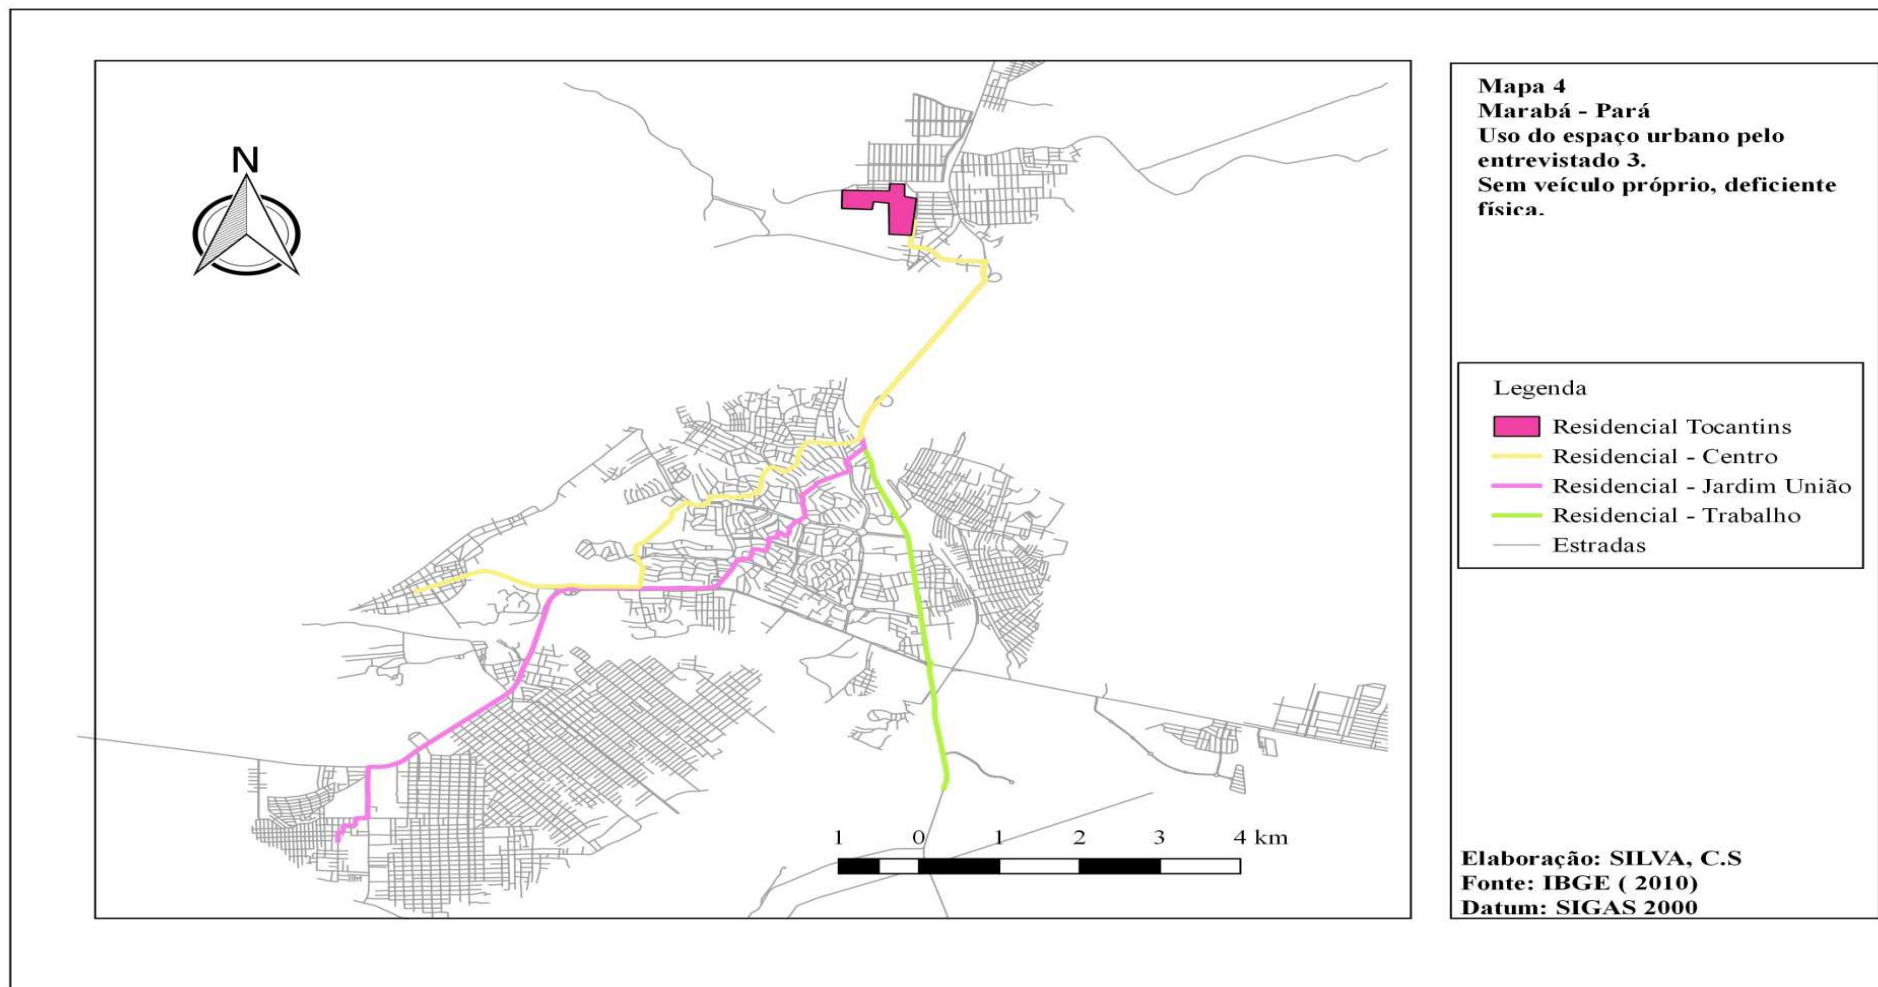 N
Mapa 4
Marabá - Pará
Uso do espaço urbano pelo
entrevistado 3.
Sem veículo próprio, deficiente
física.
Legenda
Residencial Tocantins
Residencial - Centro
Residencial - Jardim União
Residencial - Trabalho
Estradas
1 0 1 2 3 4 km
Elaboração: SILVA, C.S
Fonte: IBGE ( 2010)
Datum: SIGAS 2000